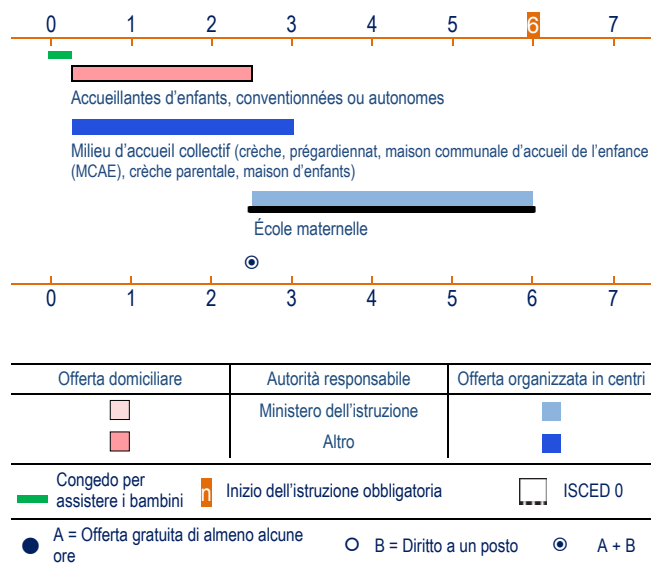 0 1 2 3 4 5 6 7
Accueillantes d'enfants, conventionnées ou autonomes
Milieu d'accueil collectif (crèche, prégardiennat, maison communale d'accueil de l'enfance
(MCAE), crèche parentale, maison d'enfants)
École maternelle
0 1 2 3 4 5 6 7
Offerta domiciliare Autorità responsabile Offerta organizzata in centri
Ministero dell'istruzione
Altro
Congedo per
assistere i bambini
n Inizio dell'istruzione obbligatoria
ISCED 0
A = Offerta gratuita di almeno alcune
ore
B = Diritto a un posto
A + B